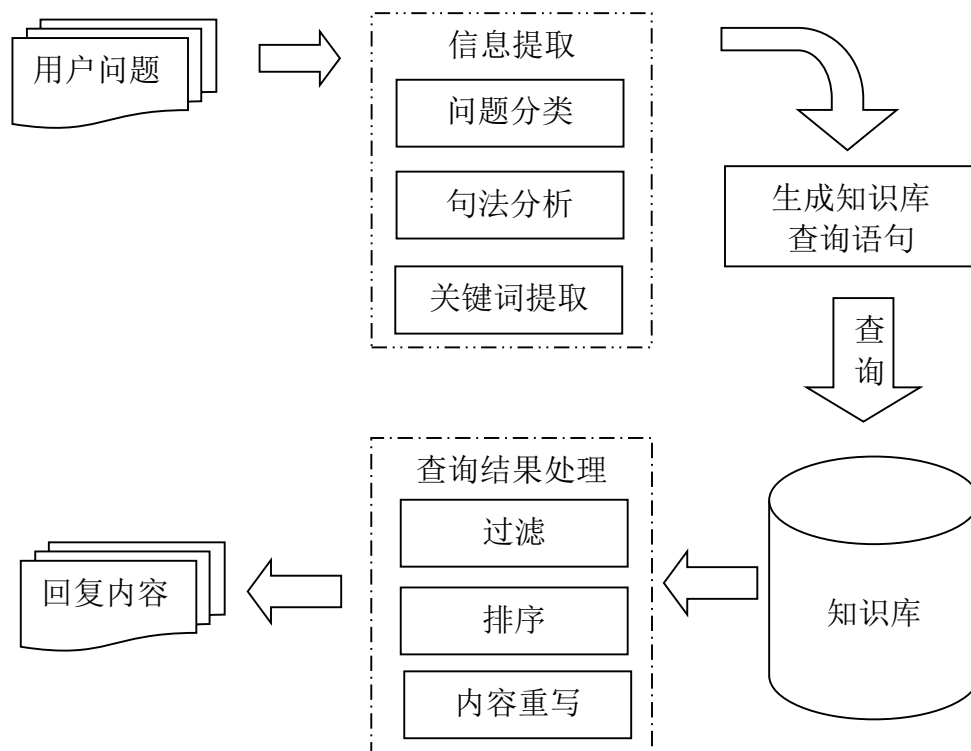 用户问题
信息提取
问题分类
句法分析
关键词提取
生成知识库
查询语句
查
询
知识库
查询结果处理
过滤
排序
内容重写
回复内容